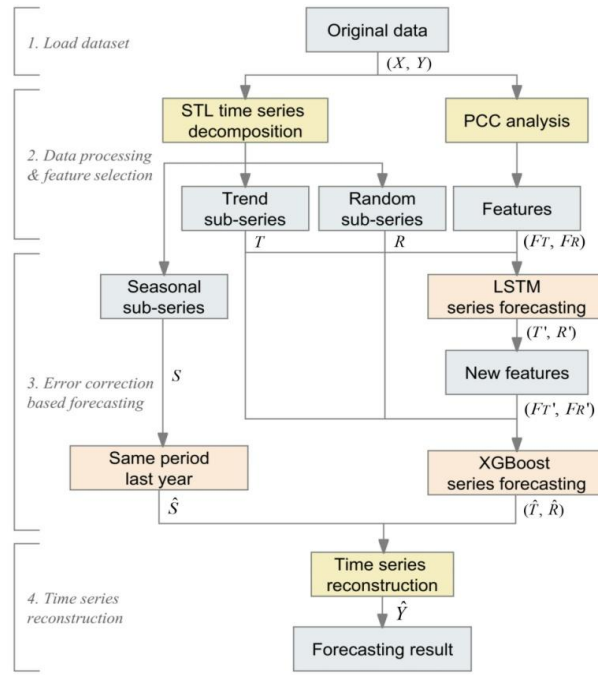 1. Load dataset
Original data
(X, Y)
STL time series
decomposition
PCC analysis
2. Data processing
& feature selection
Trend
sub-series
Random
sub-series
Features
T
R
(FT, FR)
Seasonal
sub-series
LSTM
series forecasting
(T', R')
New features
S
3. Error correction
based forecasting
(FT', FR')
Same period
last year
XGBoost
series forecasting
Ŝ
(T̂, R̂)
Time series
reconstruction
4. Time series
reconstruction
Ŷ
Forecasting result